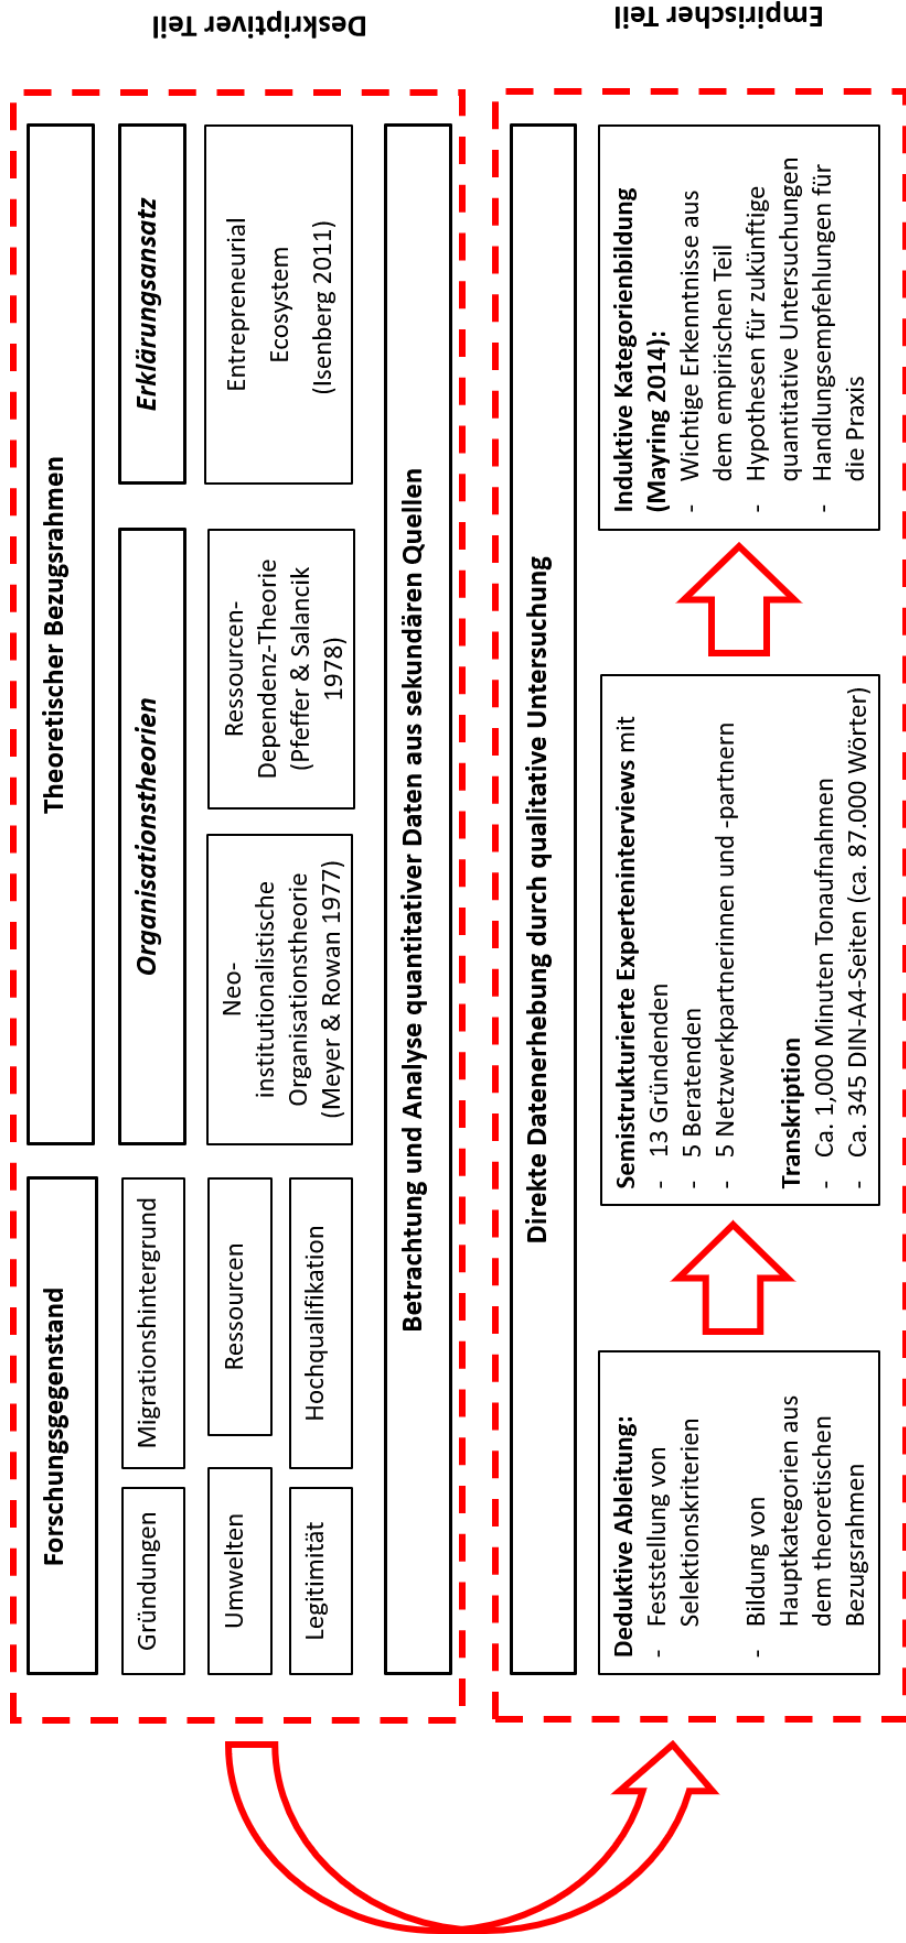 Deskriptiver Teil
Forschungsgegenstand
Gründungen
Migrationshintergrund
Umwelten
Ressourcen
Legitimität
Hochqualifikation
Theoretischer Bezugsrahmen
Organisationstheorien
Neo-
institutionalistische
Organisationstheorie
(Meyer & Rowan 1977)
Ressourcen-
Dependenz-Theorie
(Pfeffer & Salancik
1978)
Erklärungsansatz
Entrepreneurial
Ecosystem
(Isenberg 2011)
Betrachtung und Analyse quantitativer Daten aus sekundären Quellen
Empirischer Teil
Direkte Datenerhebung durch qualitative Untersuchung
Deduktive Ableitung:
- Feststellung von
Selektionskriterien
- Bildung von
Hauptkategorien aus
dem theoretischen
Bezugsrahmen
Semistrukturierte Experteninterviews mit
- 13 Gründenden
- 5 Beratenden
- 5 Netzwerkpartnerinnen und -partnern
Transkription
- Ca. 1,000 Minuten Tonaufnahmen
- Ca. 345 DIN-A4-Seiten (ca. 87.000 Wörter)
Induktive Kategorienbildung
(Mayring 2014):
- Wichtige Erkenntnisse aus
dem empirischen Teil
- Hypothesen für zukünftige
quantitative Untersuchungen
- Handlungsempfehlungen für
die Praxis